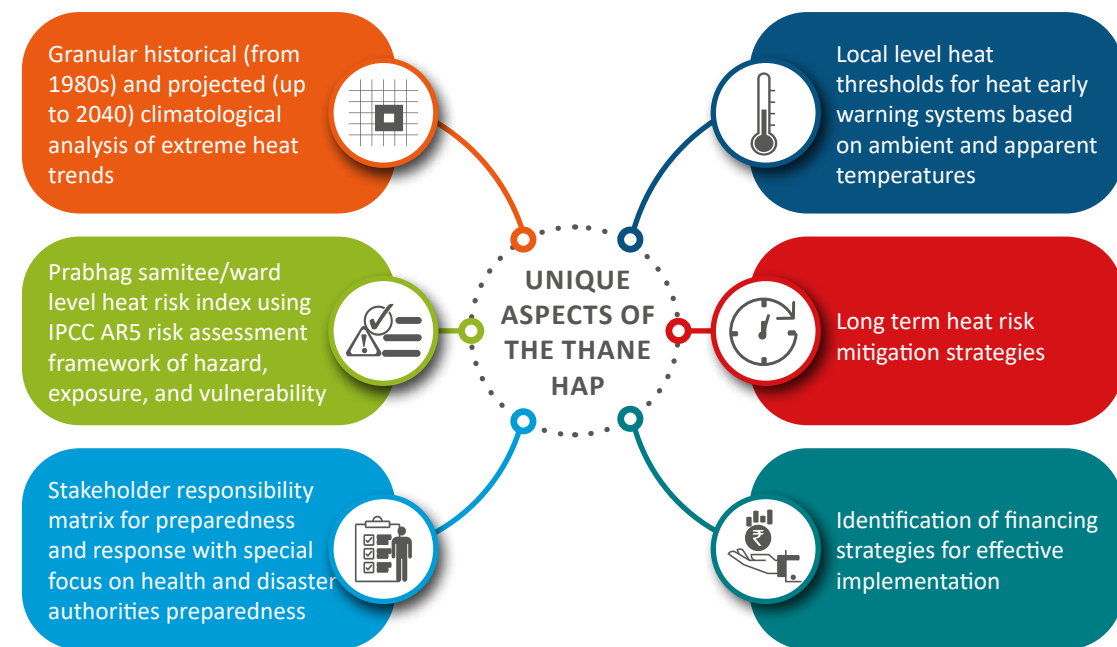 Granular historical (from
1980s) and projected (up
to 2040) climatological
analysis of extreme heat
trends
Local level heat
thresholds for heat early
warning systems based
on ambient and apparent
temperatures
Prabhag samitee/ward
level heat risk index using
IPCC AR5 risk assessment
framework of hazard,
exposure, and vulnerability
UNIQUE
ASPECTS OF
THE THANE
HAP
Long term heat risk
mitigation strategies
Stakeholder responsibility
matrix for preparedness
and response with special
focus on health and disaster
authorities preparedness
₹
Identification of financing
strategies for effective
implementation